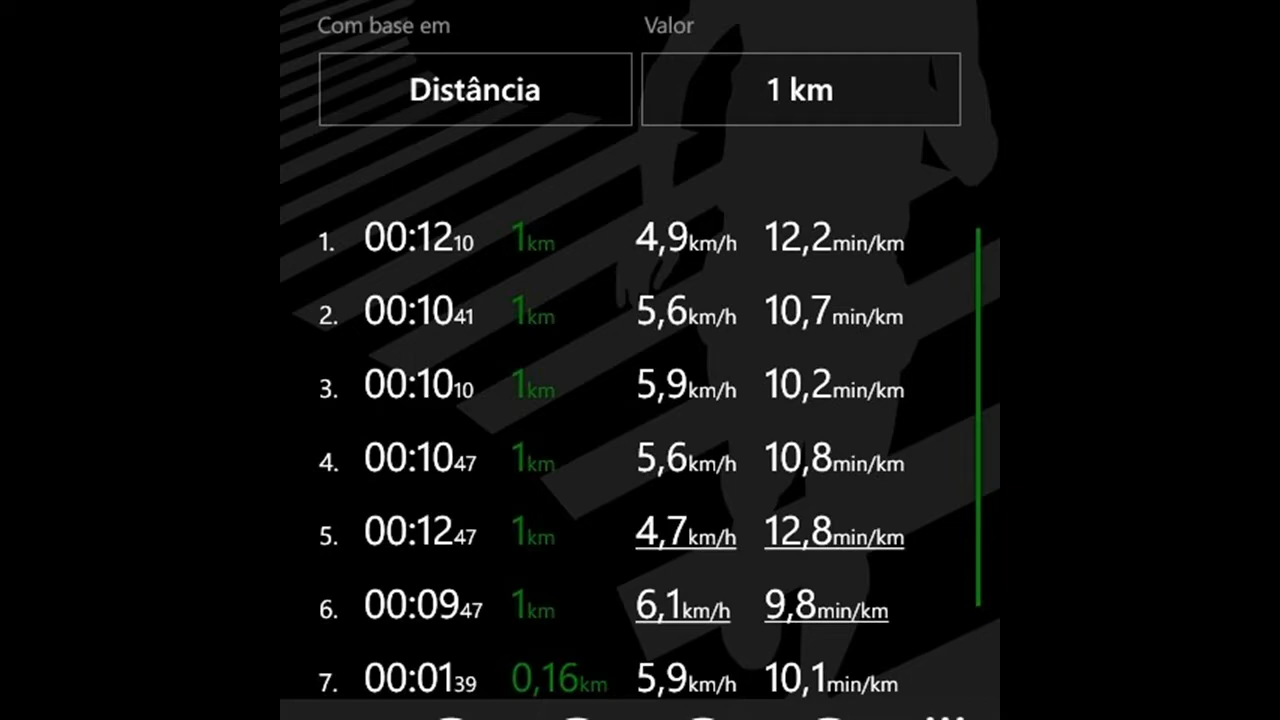 Com base em Valor
Distância 1 km
1. 00:1210 1km 4,9km/h 12,2min/km
2. 00:1041 1km 5,6km/h 10,7min/km
3. 00:1010 1km 5,9km/h 10,2min/km
4. 00:1047 1km 5,6km/h 10,8min/km
5. 00:1247 1km 4,7km/h 12,8min/km
6. 00:0947 1km 6,1km/h 9,8min/km
7. 00:0139 0,16km 5,9km/h 10,1min/km